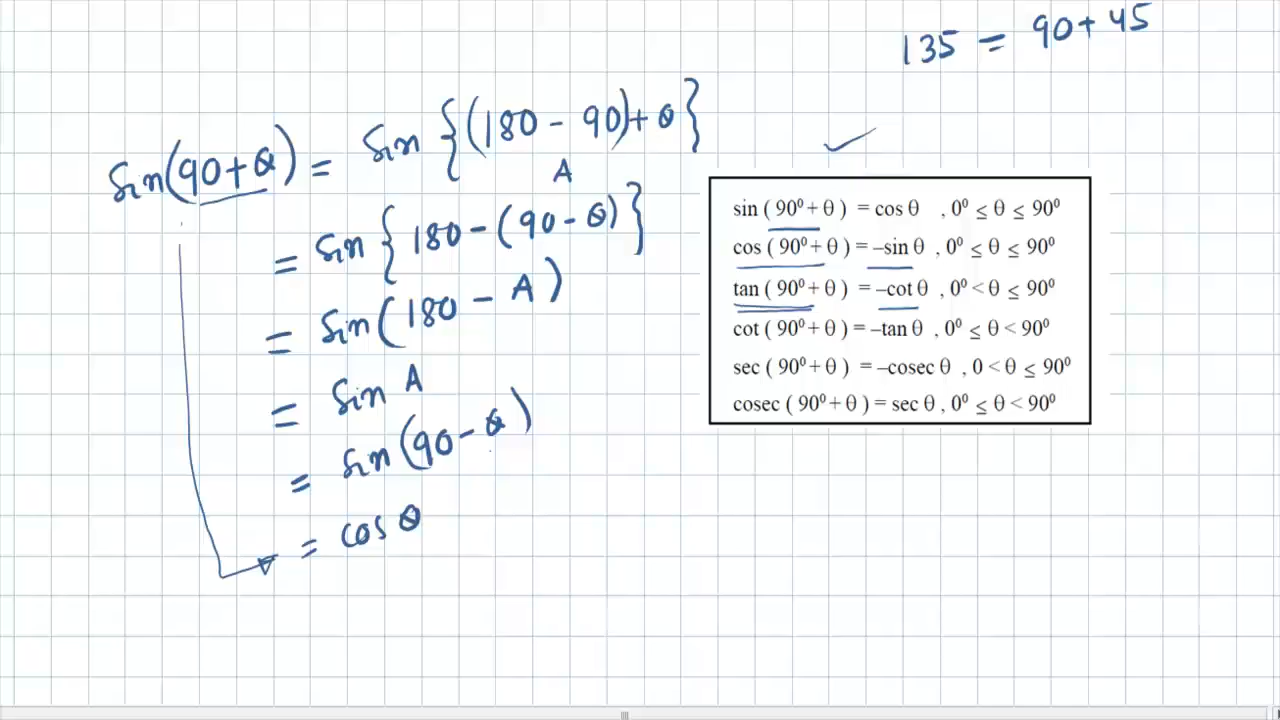 135 = 90+45
sin(90+θ) = sin {(180-90)+θ}
A
= sin {180-(90-θ)}
= sin(180-A)
= sin A
= sin(90-θ)
= cos θ
sin ( 90⁰ + θ ) = cos θ , 0⁰ ≤ θ ≤ 90⁰
cos ( 90⁰ + θ ) = –sin θ , 0⁰ ≤ θ ≤ 90⁰
tan ( 90⁰ + θ ) = –cot θ , 0⁰ < θ ≤ 90⁰
cot ( 90⁰ + θ ) = –tan θ , 0⁰ ≤ θ < 90⁰
sec ( 90⁰ + θ ) = –cosec θ , 0 < θ ≤ 90⁰
cosec ( 90⁰ + θ ) = sec θ , 0⁰ ≤ θ < 90⁰